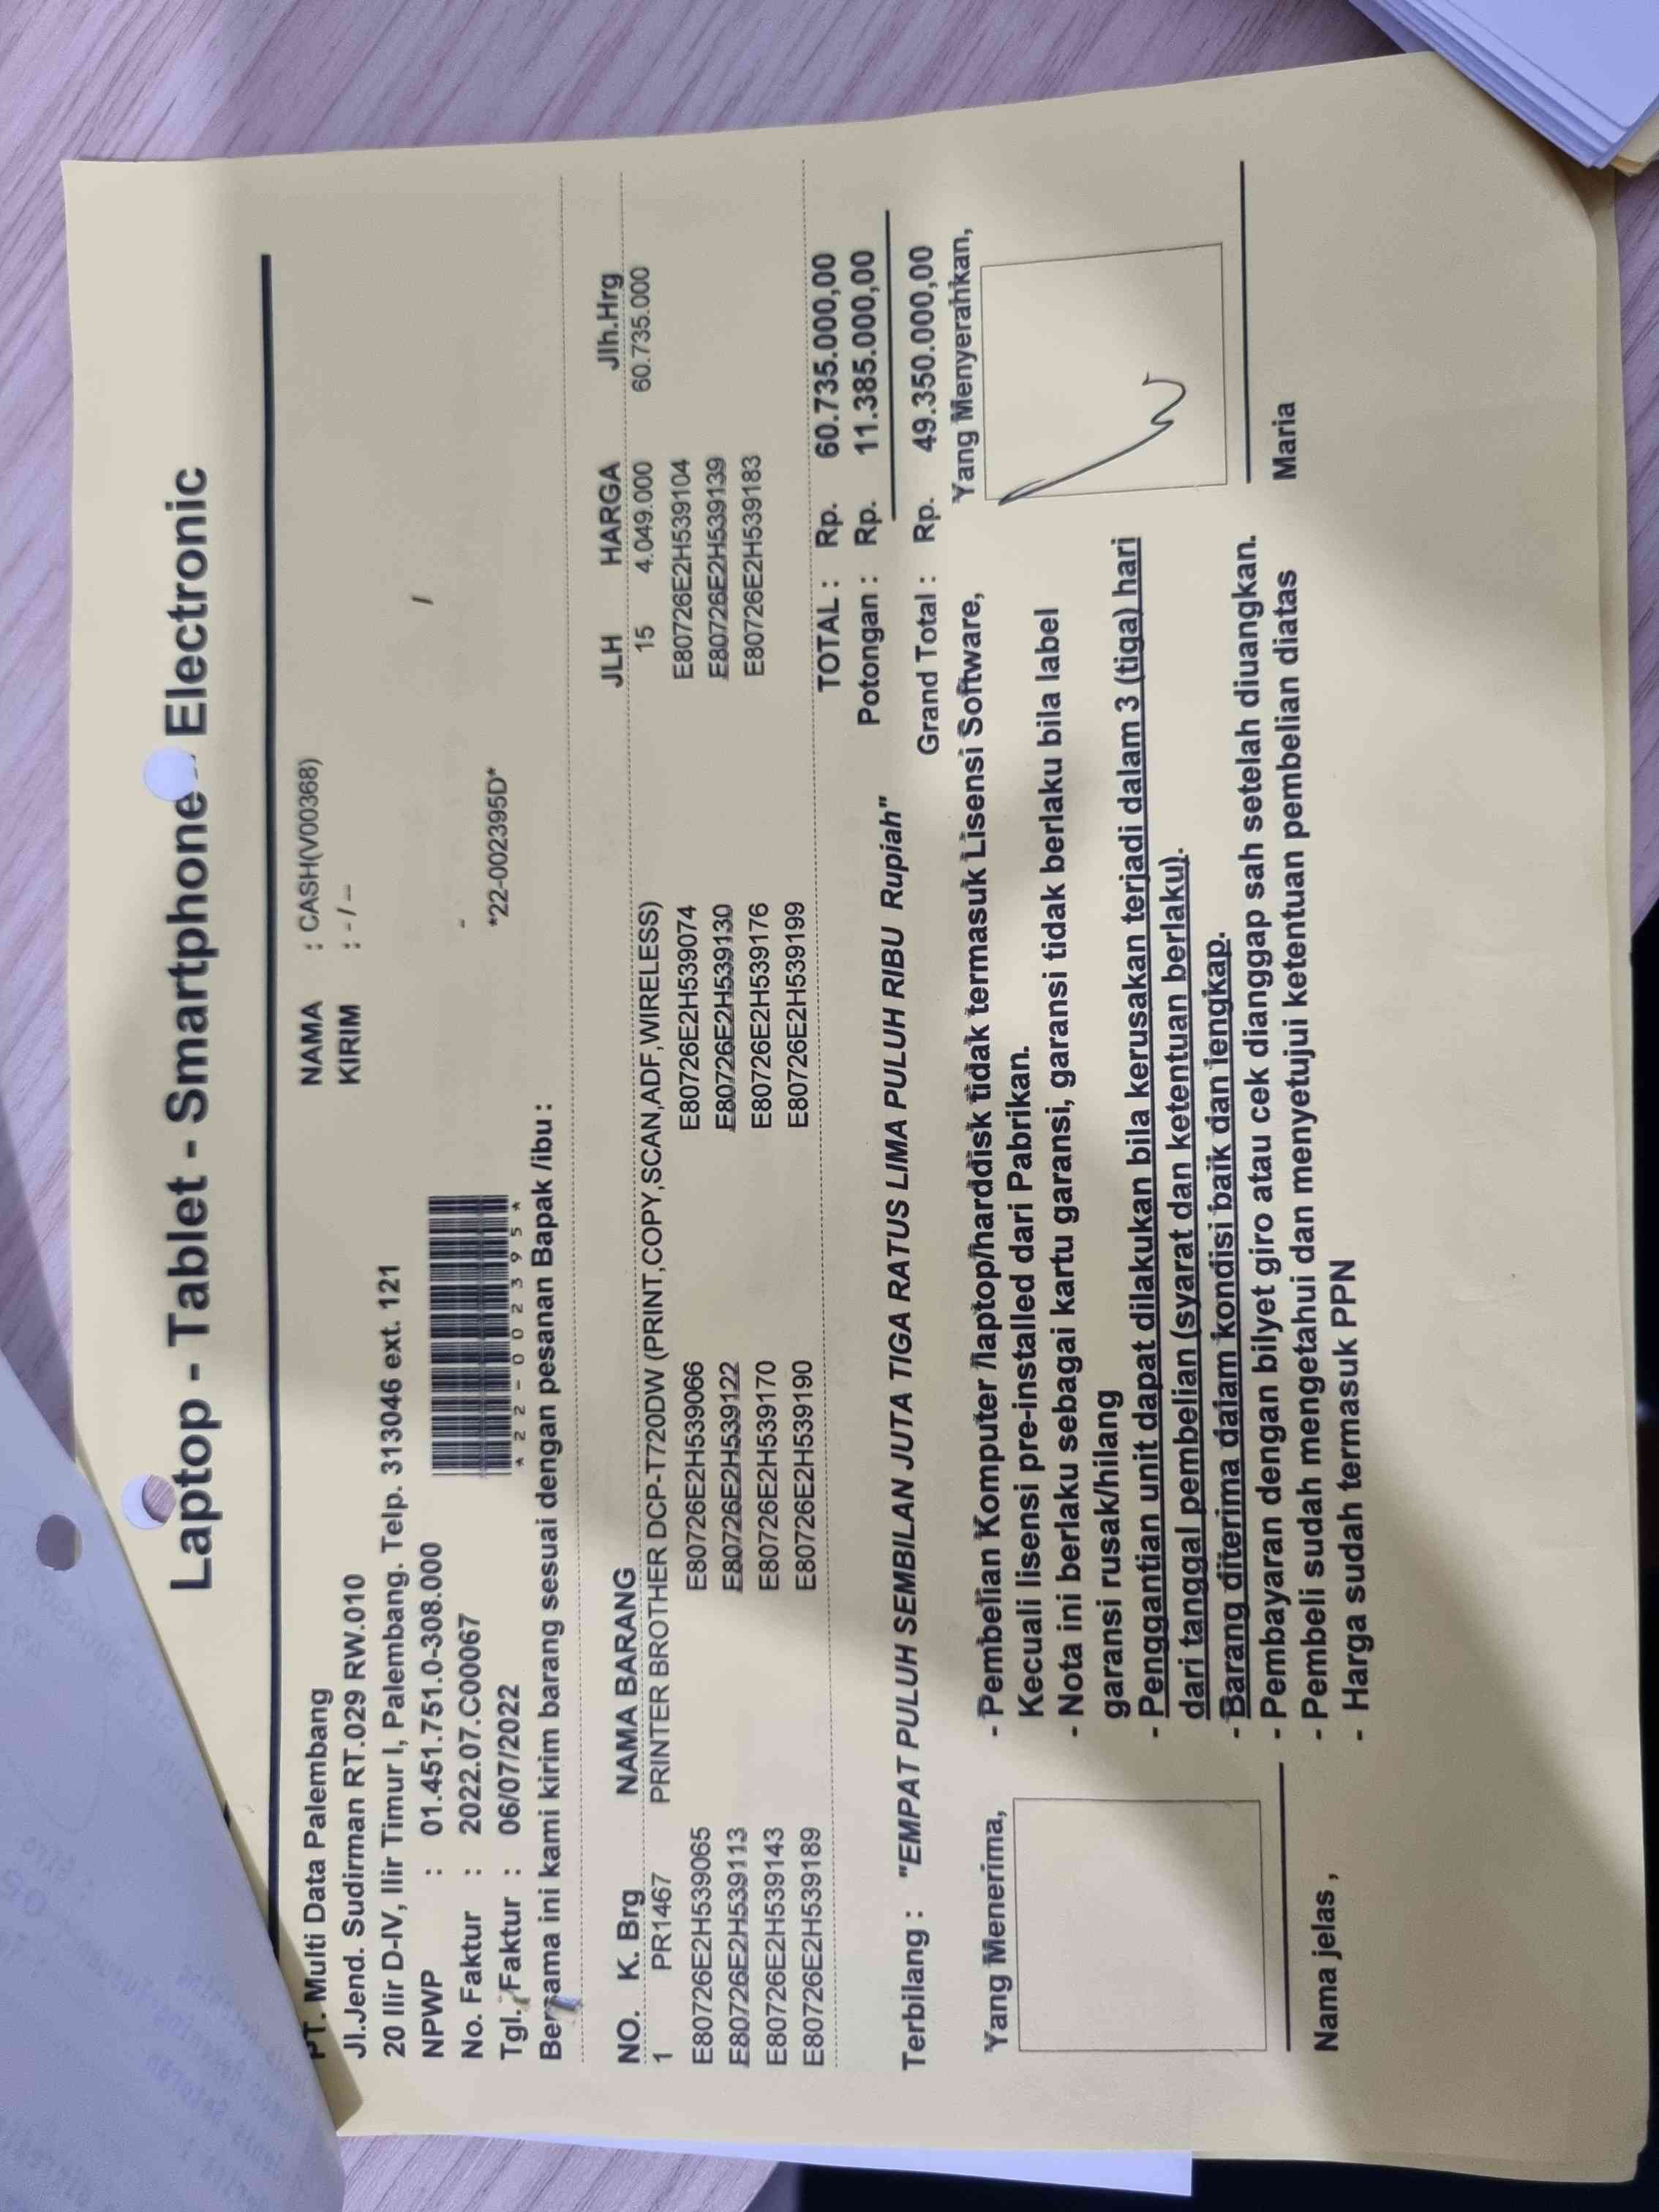 Laptop - Tablet - Smartphone Electronic
PT. Multi Data Palembang
NAMA : CASH(V00368)
Jl.Jend. Sudirman RT.029 RW.010
KIRIM : - / --
20 Ilir D-IV, Ilir Timur I, Palembang. Telp. 313046 ext. 121
NPWP : 01.451.751.0-308.000
No. Faktur : 2022.07.C00067
-
Tgl. Faktur : 06/07/2022
*22-002395* *22-002395D*
Bersama ini kami kirim barang sesuai dengan pesanan Bapak /ibu :
NO. K. Brg NAMA BARANG JLH HARGA Jlh.Hrg
1 PR1467 PRINTER BROTHER DCP-T720DW (PRINT,COPY,SCAN,ADF,WIRELESS) 15 4.049.000 60.735.000
E80726E2H539065 E80726E2H539066 E80726E2H539074 E80726E2H539104
E80726E2H539113 E80726E2H539122 E80726E2H539130 E80726E2H539139
E80726E2H539143 E80726E2H539170 E80726E2H539176 E80726E2H539183
E80726E2H539189 E80726E2H539190 E80726E2H539199
TOTAL : Rp. 60.735.000,00
Potongan : Rp. 11.385.000,00
Terbilang : "EMPAT PULUH SEMBILAN JUTA TIGA RATUS LIMA PULUH RIBU Rupiah"
Grand Total : Rp. 49.350.000,00
Yang Menerima,
Yang Menyerahkan,
- Pembelian Komputer /laptop/harddisk tidak termasuk Lisensi Software,
Kecuali lisensi pre-installed dari Pabrikan.
- Nota ini berlaku sebagai kartu garansi, garansi tidak berlaku bila label
garansi rusak/hilang
- Penggantian unit dapat dilakukan bila kerusakan terjadi dalam 3 (tiga) hari
dari tanggal pembelian (syarat dan ketentuan berlaku).
- Barang diterima dalam kondisi baik dan lengkap.
- Pembayaran dengan bilyet giro atau cek dianggap sah setelah diuangkan.
- Pembeli sudah mengetahui dan menyetujui ketentuan pembelian diatas
- Harga sudah termasuk PPN
Nama jelas ,
Maria